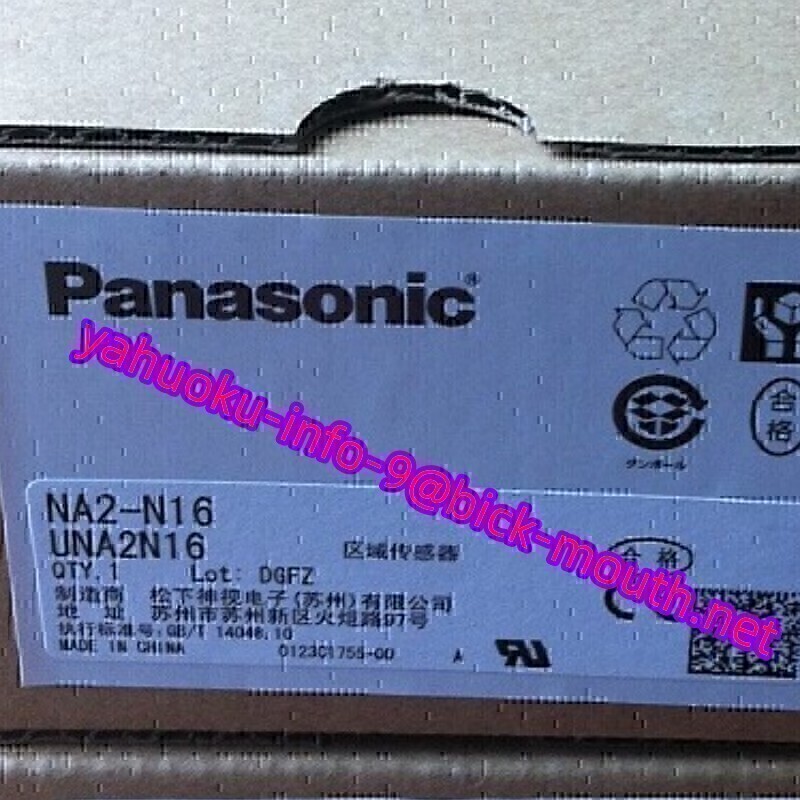 Panasonic®
yahuoku-info-9@bick-mouth.net
ダンボール
合格
NA2-N16
UNA2N16
区域传感器
合格
QTY.1 Lot: DGFZ
制造商 松下神视电子(苏州)有限公司
地 址 苏州市苏州新区火炬路97号
执行标准号:GB/T 14048.10
MADE IN CHINA 0123C1755-00 A